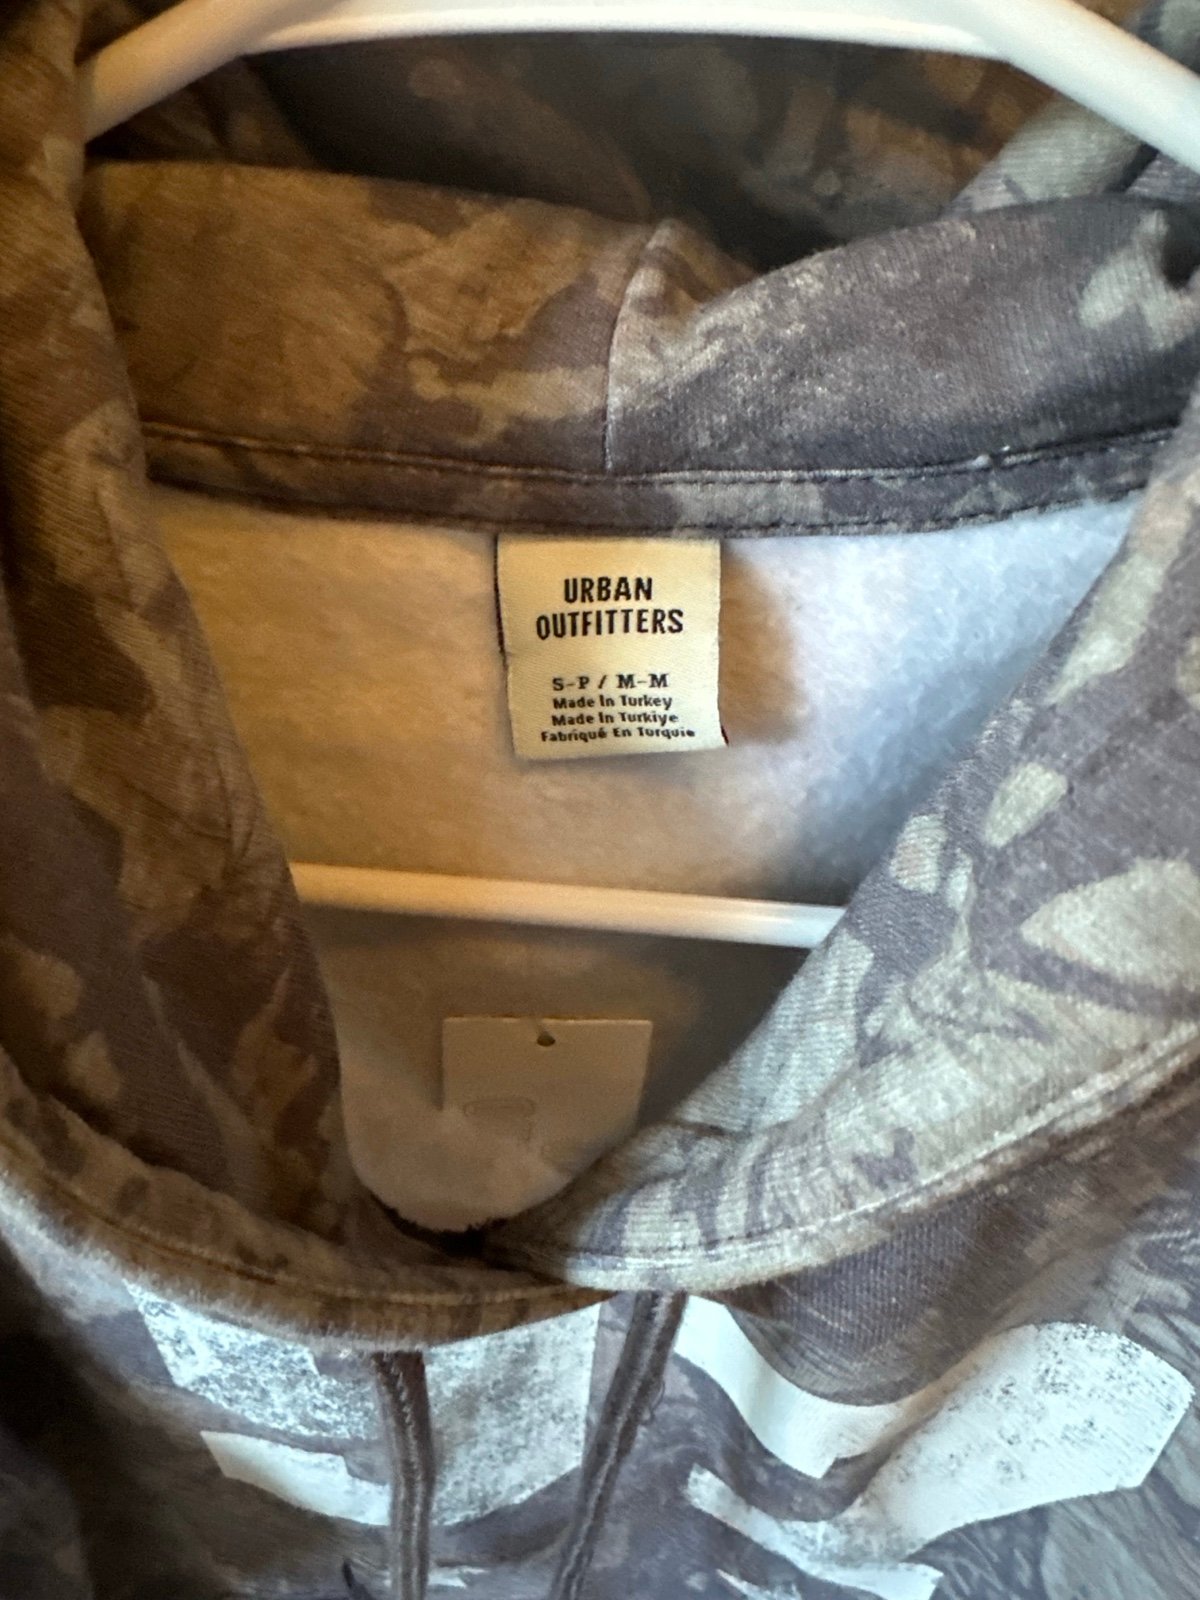 URBAN
OUTFITTERS
S-P / M-M
Made In Turkey
Made In Turkiye
Fabriqué En Turquie